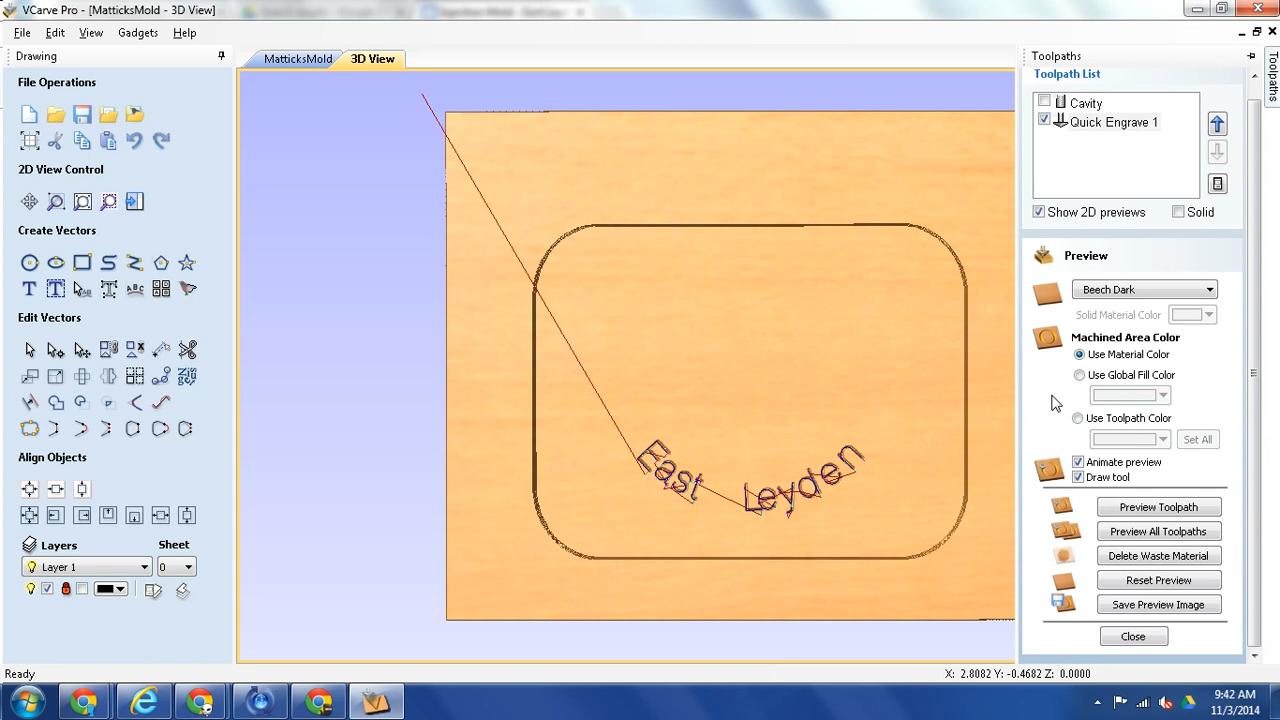 VCarve Pro - MatticksMold - 3D View
File Edit View Gadgets Help
Drawing
File Operations
2D View Control
Create Vectors
Edit Vectors
Align Objects
Layers Sheet
Layer 1 0
MatticksMold 3D View
East Leyden
Toolpaths
Toolpaths
Toolpath List
Cavity
Quick Engrave 1
Show 2D previews Solid
Preview
Beech Dark
Solid Material Color
Machined Area Color
Use Material Color
Use Global Fill Color
Use Toolpath Color
Set All
Animate preview
Draw tool
Preview Toolpath
Preview All Toolpaths
Delete Waste Material
Reset Preview
Save Preview Image
Close
Ready X: 2.8082 Y: -0.4682 Z: 0.0000
9:42 AM
11/3/2014